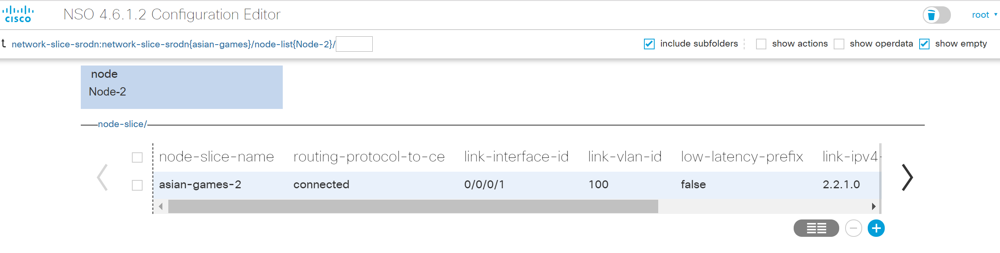 CISCO NSO 4.6.1.2 Configuration Editor root
network-slice-srodn:network-slice-srodn{asian-games}/node-list{Node-2}/ include subfolders show actions show operdata show empty
node
Node-2
node-slice/
node-slice-name routing-protocol-to-ce link-interface-id link-vlan-id low-latency-prefix link-ipv4-
asian-games-2 connected 0/0/0/1 100 false 2.2.1.0